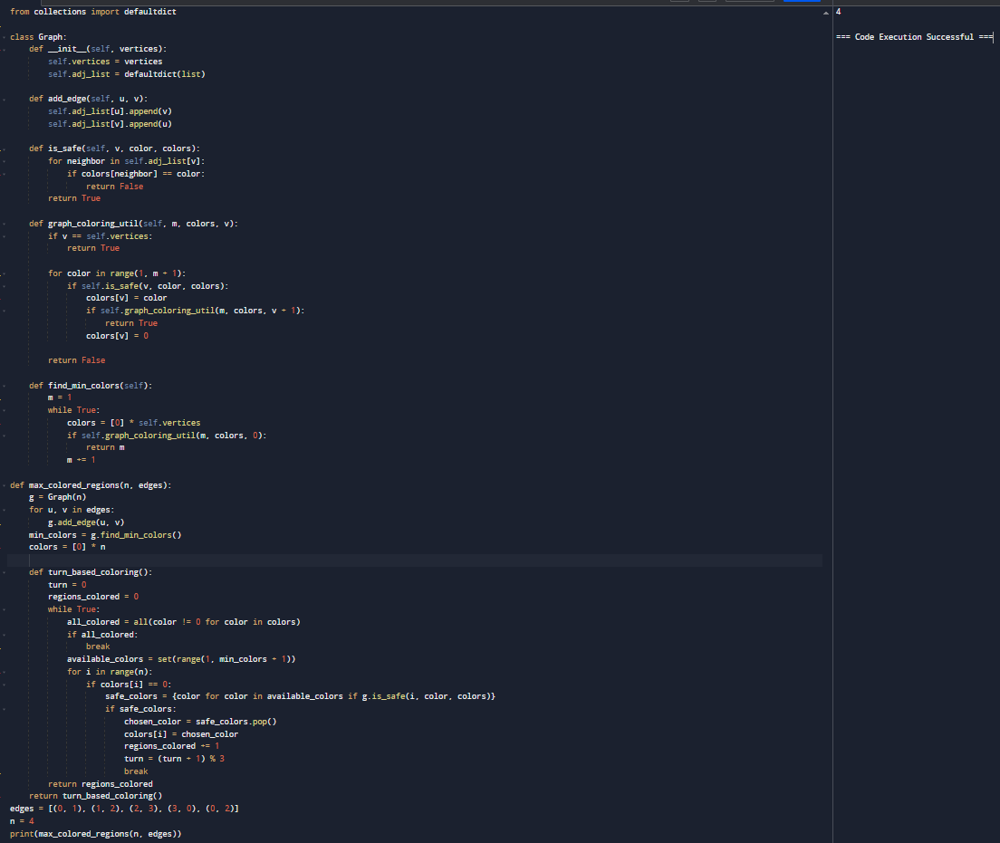 from collections import defaultdict
class Graph:
    def __init__(self, vertices):
        self.vertices = vertices
        self.adj_list = defaultdict(list)
    def add_edge(self, u, v):
        self.adj_list[u].append(v)
        self.adj_list[v].append(u)
    def is_safe(self, v, color, colors):
        for neighbor in self.adj_list[v]:
            if colors[neighbor] == color:
                return False
        return True
    def graph_coloring_util(self, m, colors, v):
        if v == self.vertices:
            return True
        for color in range(1, m + 1):
            if self.is_safe(v, color, colors):
                colors[v] = color
                if self.graph_coloring_util(m, colors, v + 1):
                    return True
                colors[v] = 0
        return False
    def find_min_colors(self):
        m = 1
        while True:
            colors = [0] * self.vertices
            if self.graph_coloring_util(m, colors, 0):
                return m
            m += 1
def max_colored_regions(n, edges):
    g = Graph(n)
    for u, v in edges:
        g.add_edge(u, v)
    min_colors = g.find_min_colors()
    colors = [0] * n
    def turn_based_coloring():
        turn = 0
        regions_colored = 0
        while True:
            all_colored = all(color != 0 for color in colors)
            if all_colored:
                break
            available_colors = set(range(1, min_colors + 1))
            for i in range(n):
                if colors[i] == 0:
                    safe_colors = {color for color in available_colors if g.is_safe(i, color, colors)}
                    if safe_colors:
                        chosen_color = safe_colors.pop()
                        colors[i] = chosen_color
                        regions_colored += 1
                        turn = (turn + 1) % 3
                        break
        return regions_colored
    return turn_based_coloring()
edges = [(0, 1), (1, 2), (2, 3), (3, 0), (0, 2)]
n = 4
print(max_colored_regions(n, edges))
4
=== Code Execution Successful ===